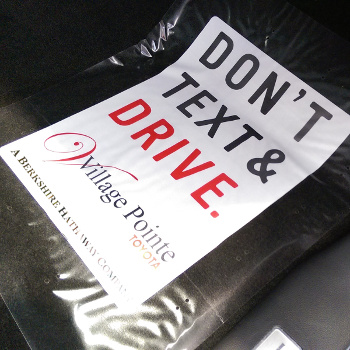 DON'T
TEXT &
DRIVE.
Village Pointe
TOYOTA
A BERKSHIRE HATHAWAY COMPANY